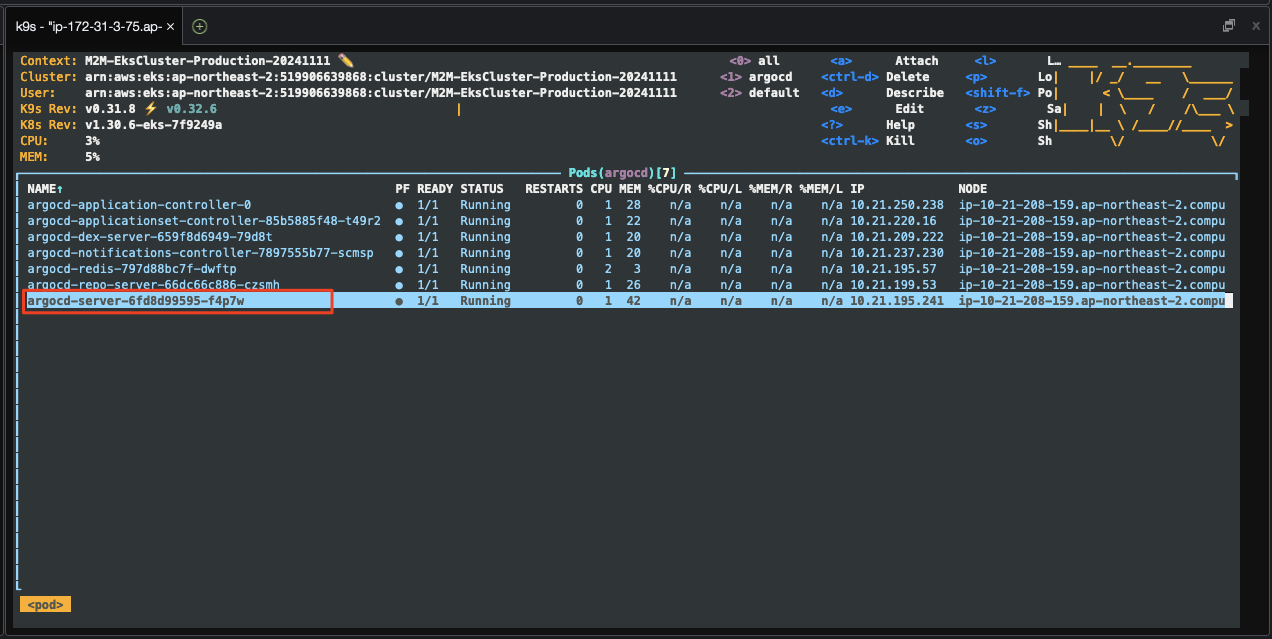 k9s - "ip-172-31-3-75.ap- ×
Context: M2M-EksCluster-Production-20241111 <0> all <a> Attach <l> L…
Cluster: arn:aws:eks:ap-northeast-2:519906639868:cluster/M2M-EksCluster-Production-20241111 <1> argocd <ctrl-d> Delete <p> Lo
User: arn:aws:eks:ap-northeast-2:519906639868:cluster/M2M-EksCluster-Production-20241111 <2> default <d> Describe <shift-f> Po
K9s Rev: v0.31.8 ⚡ v0.32.6 <e> Edit <z> Sa
K8s Rev: v1.30.6-eks-7f9249a <?> Help <s> Sh
CPU: 3% <ctrl-k> Kill <o> Sh
MEM: 5%
Pods(argocd)[7]
NAME↑ PF READY STATUS RESTARTS CPU MEM %CPU/R %CPU/L %MEM/R %MEM/L IP NODE
argocd-application-controller-0 ● 1/1 Running 0 1 28 n/a n/a n/a n/a 10.21.250.238 ip-10-21-208-159.ap-northeast-2.compu
argocd-applicationset-controller-85b5885f48-t49r2 ● 1/1 Running 0 1 22 n/a n/a n/a n/a 10.21.220.16 ip-10-21-208-159.ap-northeast-2.compu
argocd-dex-server-659f8d6949-79d8t ● 1/1 Running 0 1 20 n/a n/a n/a n/a 10.21.209.222 ip-10-21-208-159.ap-northeast-2.compu
argocd-notifications-controller-7897555b77-scmsp ● 1/1 Running 0 1 20 n/a n/a n/a n/a 10.21.237.230 ip-10-21-208-159.ap-northeast-2.compu
argocd-redis-797d88bc7f-dwftp ● 1/1 Running 0 2 3 n/a n/a n/a n/a 10.21.195.57 ip-10-21-208-159.ap-northeast-2.compu
argocd-repo-server-66dc66c886-czsmh ● 1/1 Running 0 1 26 n/a n/a n/a n/a 10.21.199.53 ip-10-21-208-159.ap-northeast-2.compu
argocd-server-6fd8d99595-f4p7w ● 1/1 Running 0 1 42 n/a n/a n/a n/a 10.21.195.241 ip-10-21-208-159.ap-northeast-2.compu
<pod>